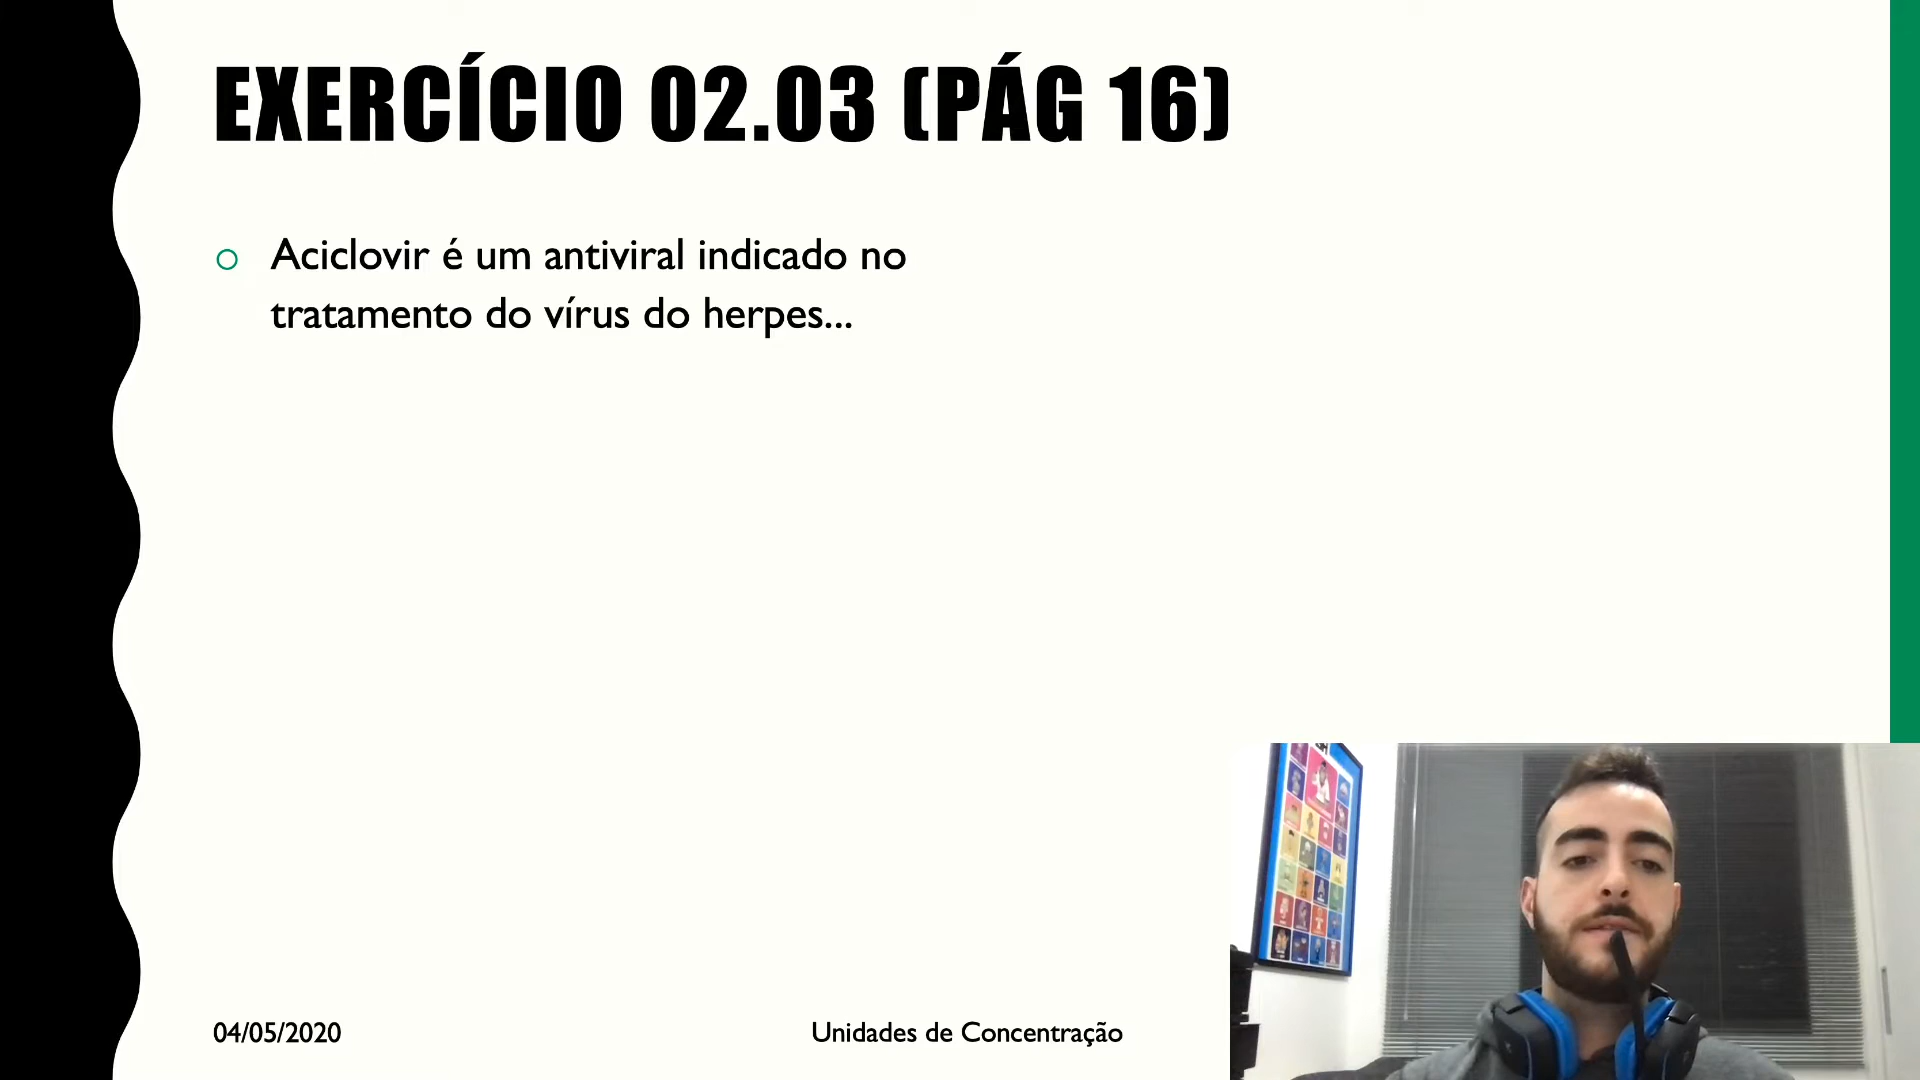 EXERCÍCIO 02.03 (PÁG 16)
Aciclovir é um antiviral indicado no
tratamento do vírus do herpes...
04/05/2020
Unidades de Concentração